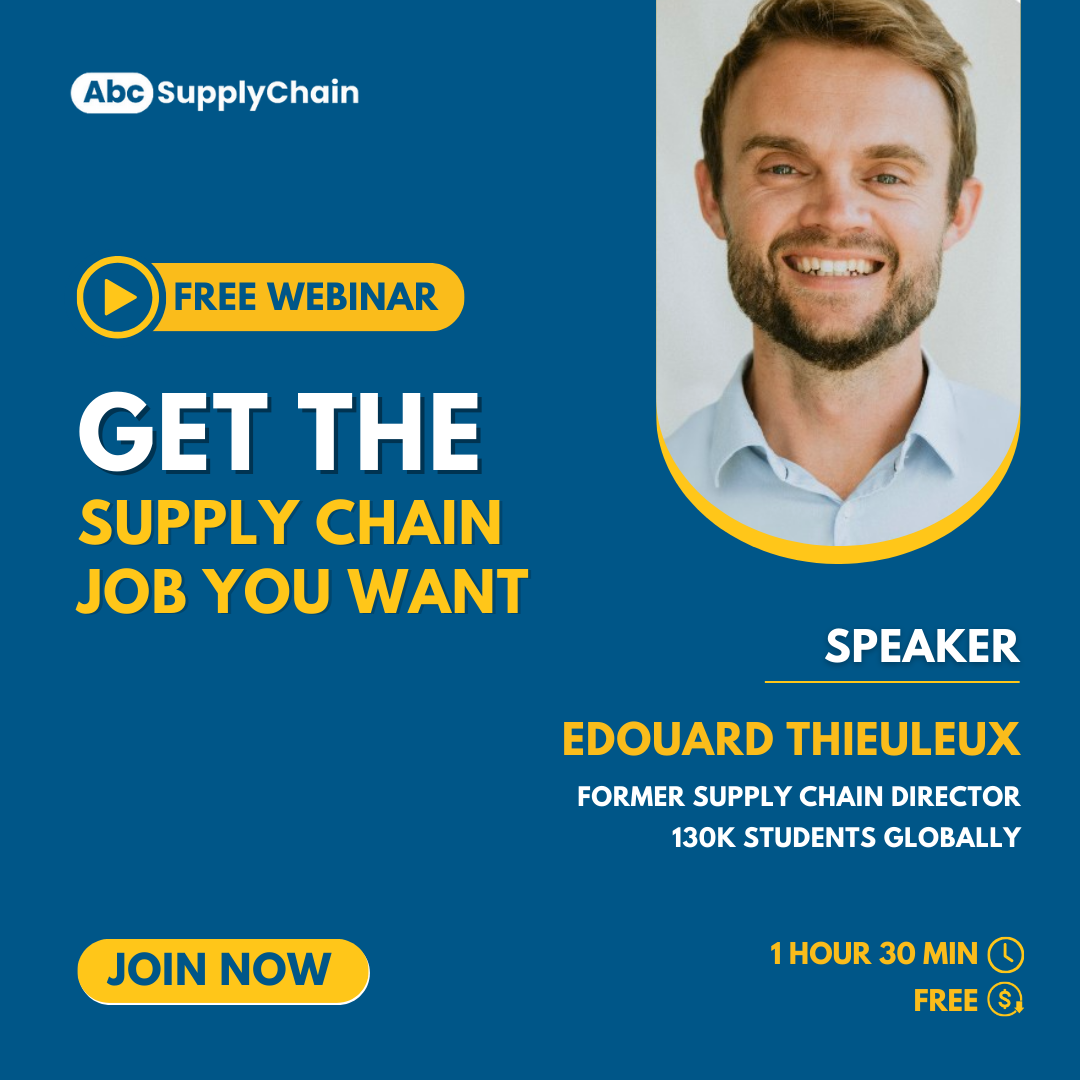 Abc SupplyChain
FREE WEBINAR
GET THE
SUPPLY CHAIN
JOB YOU WANT
SPEAKER
EDOUARD THIEULEUX
FORMER SUPPLY CHAIN DIRECTOR
130K STUDENTS GLOBALLY
JOIN NOW
1 HOUR 30 MIN
FREE $